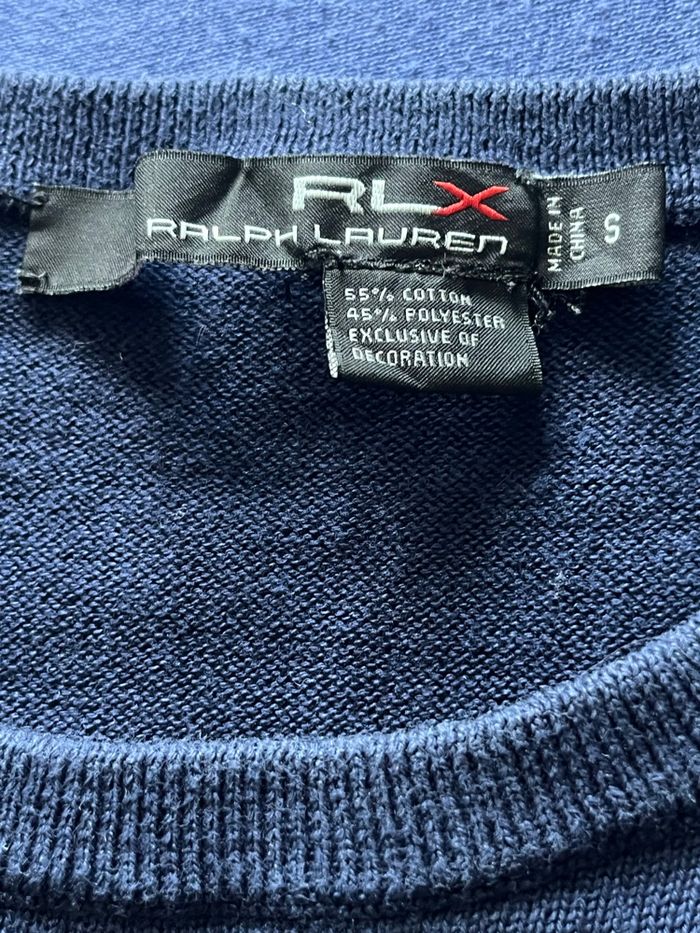 RLX
RALPH LAUREN
MADE IN
CHINA
S
55% COTTON
45% POLYESTER
EXCLUSIVE OF
DECORATION